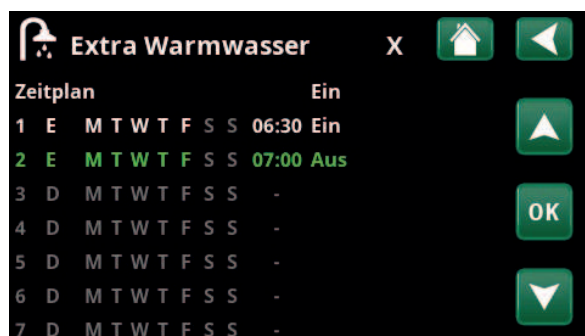 Extra Warmwasser X
Zeitplan Ein
1 E M T W T F S S 06:30 Ein
2 E M T W T F S S 07:00 Aus
3 D M T W T F S S -
4 D M T W T F S S -
OK
5 D M T W T F S S -
6 D M T W T F S S -
7 D M T W T F S S -